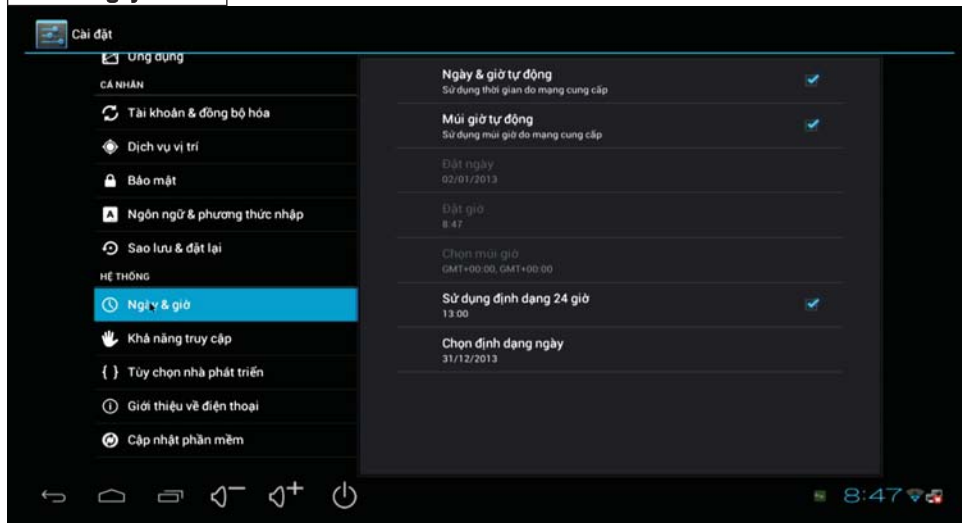 Cài đặt
Ứng dụng
CÁ NHÂN
Tài khoản & đồng bộ hóa
Dịch vụ vị trí
Bảo mật
Ngôn ngữ & phương thức nhập
Sao lưu & đặt lại
HỆ THỐNG
Ngày & giờ
Khả năng truy cập
{ } Tùy chọn nhà phát triển
Giới thiệu về điện thoại
Cập nhật phần mềm
Ngày & giờ tự động
Sử dụng thời gian do mạng cung cấp
Múi giờ tự động
Sử dụng múi giờ do mạng cung cấp
Đặt ngày
02/01/2013
Đặt giờ
8:47
Chọn múi giờ
GMT+00:00, GMT+00:00
Sử dụng định dạng 24 giờ
13:00
Chọn định dạng ngày
31/12/2013
8:47